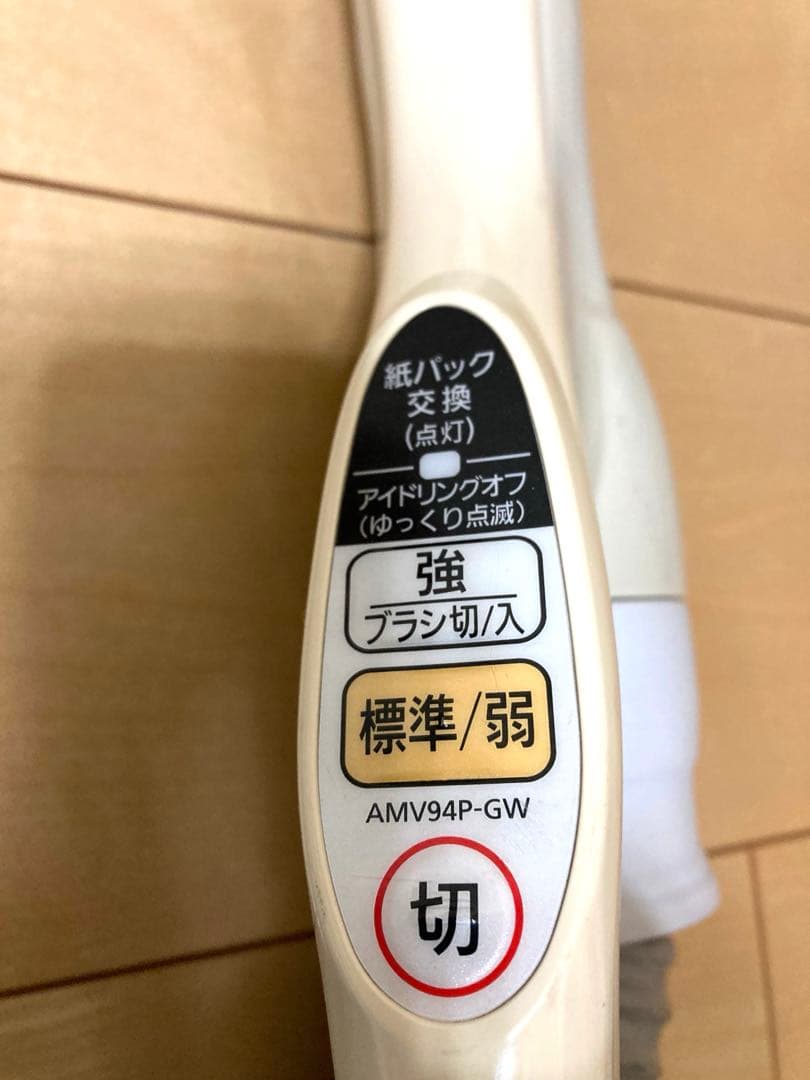 紙パック
交換
(点灯)
アイドリングオフ
(ゆっくり点滅)
強
ブラシ切/入
標準/弱
AMV94P-GW
切